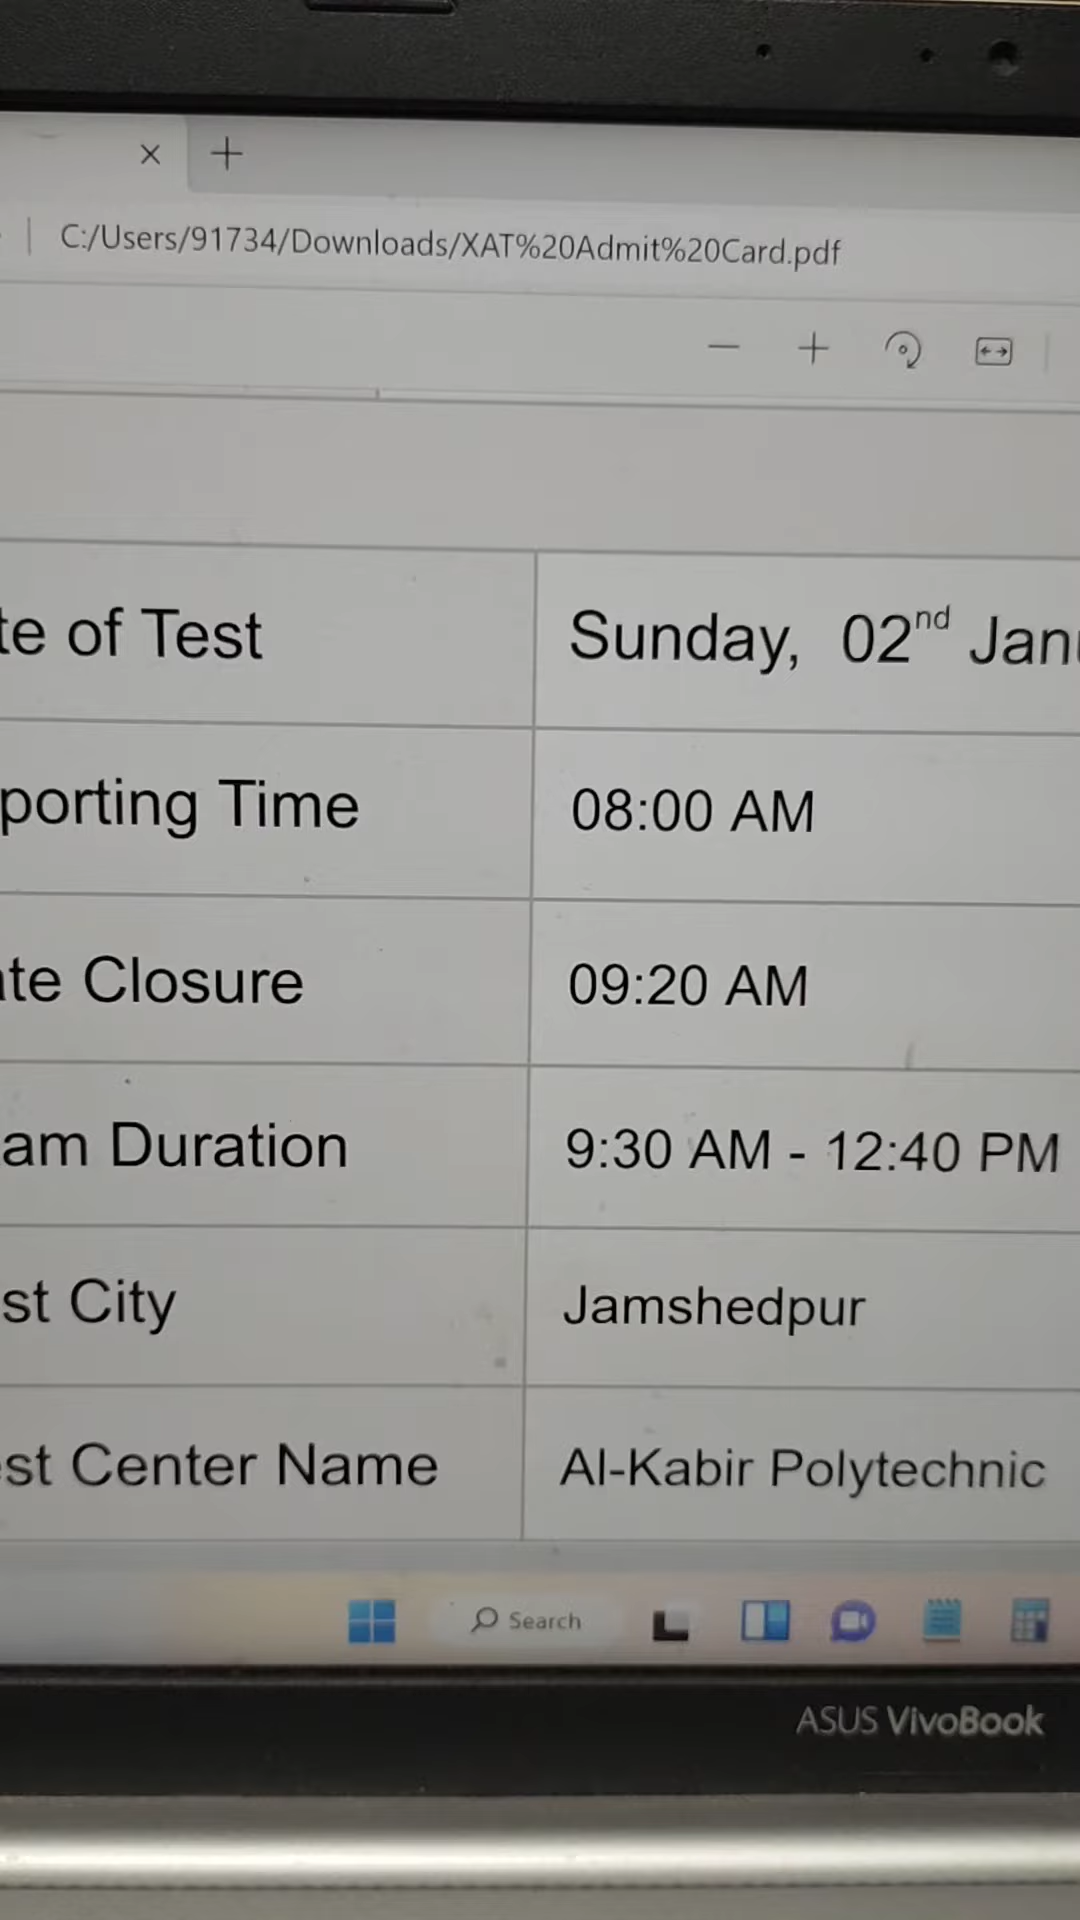 C:/Users/91734/Downloads/XAT%20Admit%20Card.pdf
te of Test Sunday, 02nd Janu
porting Time 08:00 AM
ate Closure 09:20 AM
am Duration 9:30 AM - 12:40 PM
st City Jamshedpur
st Center Name Al-Kabir Polytechnic
Search
ASUS VivoBook